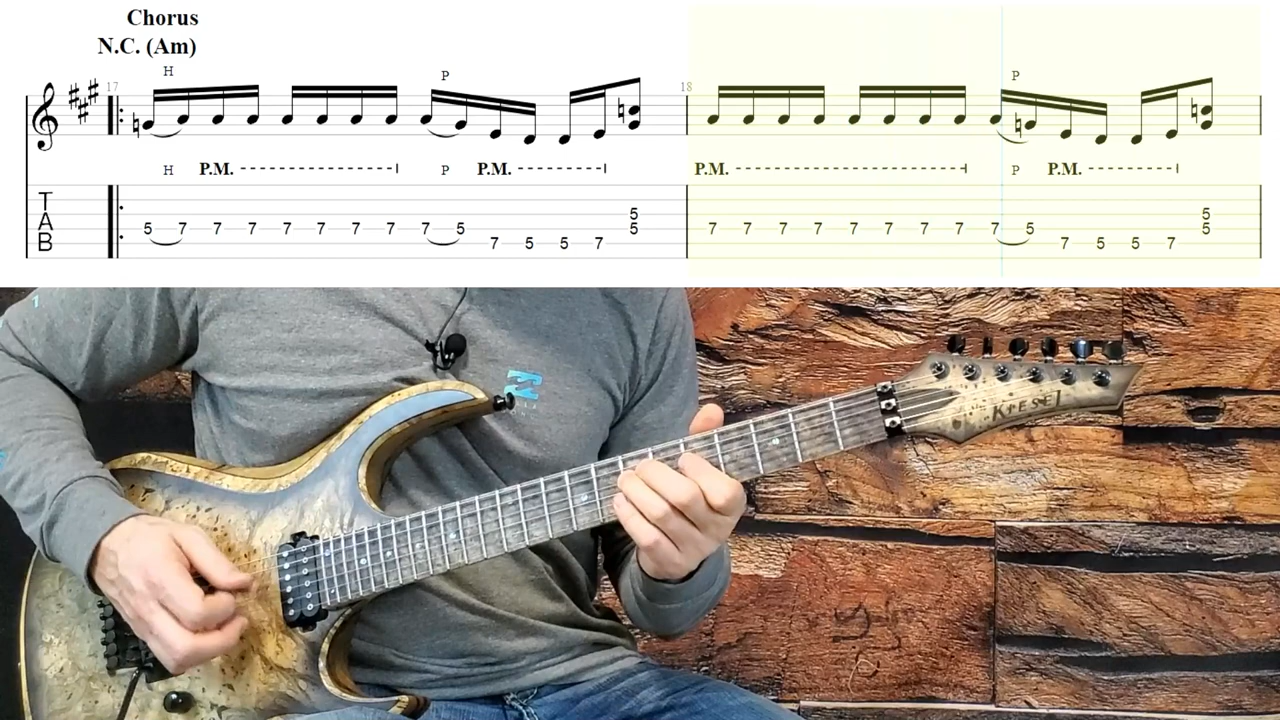 Chorus
N.C. (Am)
H P P
17 18
H P.M. P P.M. P.M. P P.M.
T
A
B
5 5
5 7 7 7 7 7 7 7 7 5 5 7 7 7 7 7 7 7 7 7 5 5
7 5 5 7 7 5 5 7
1
KIESEL